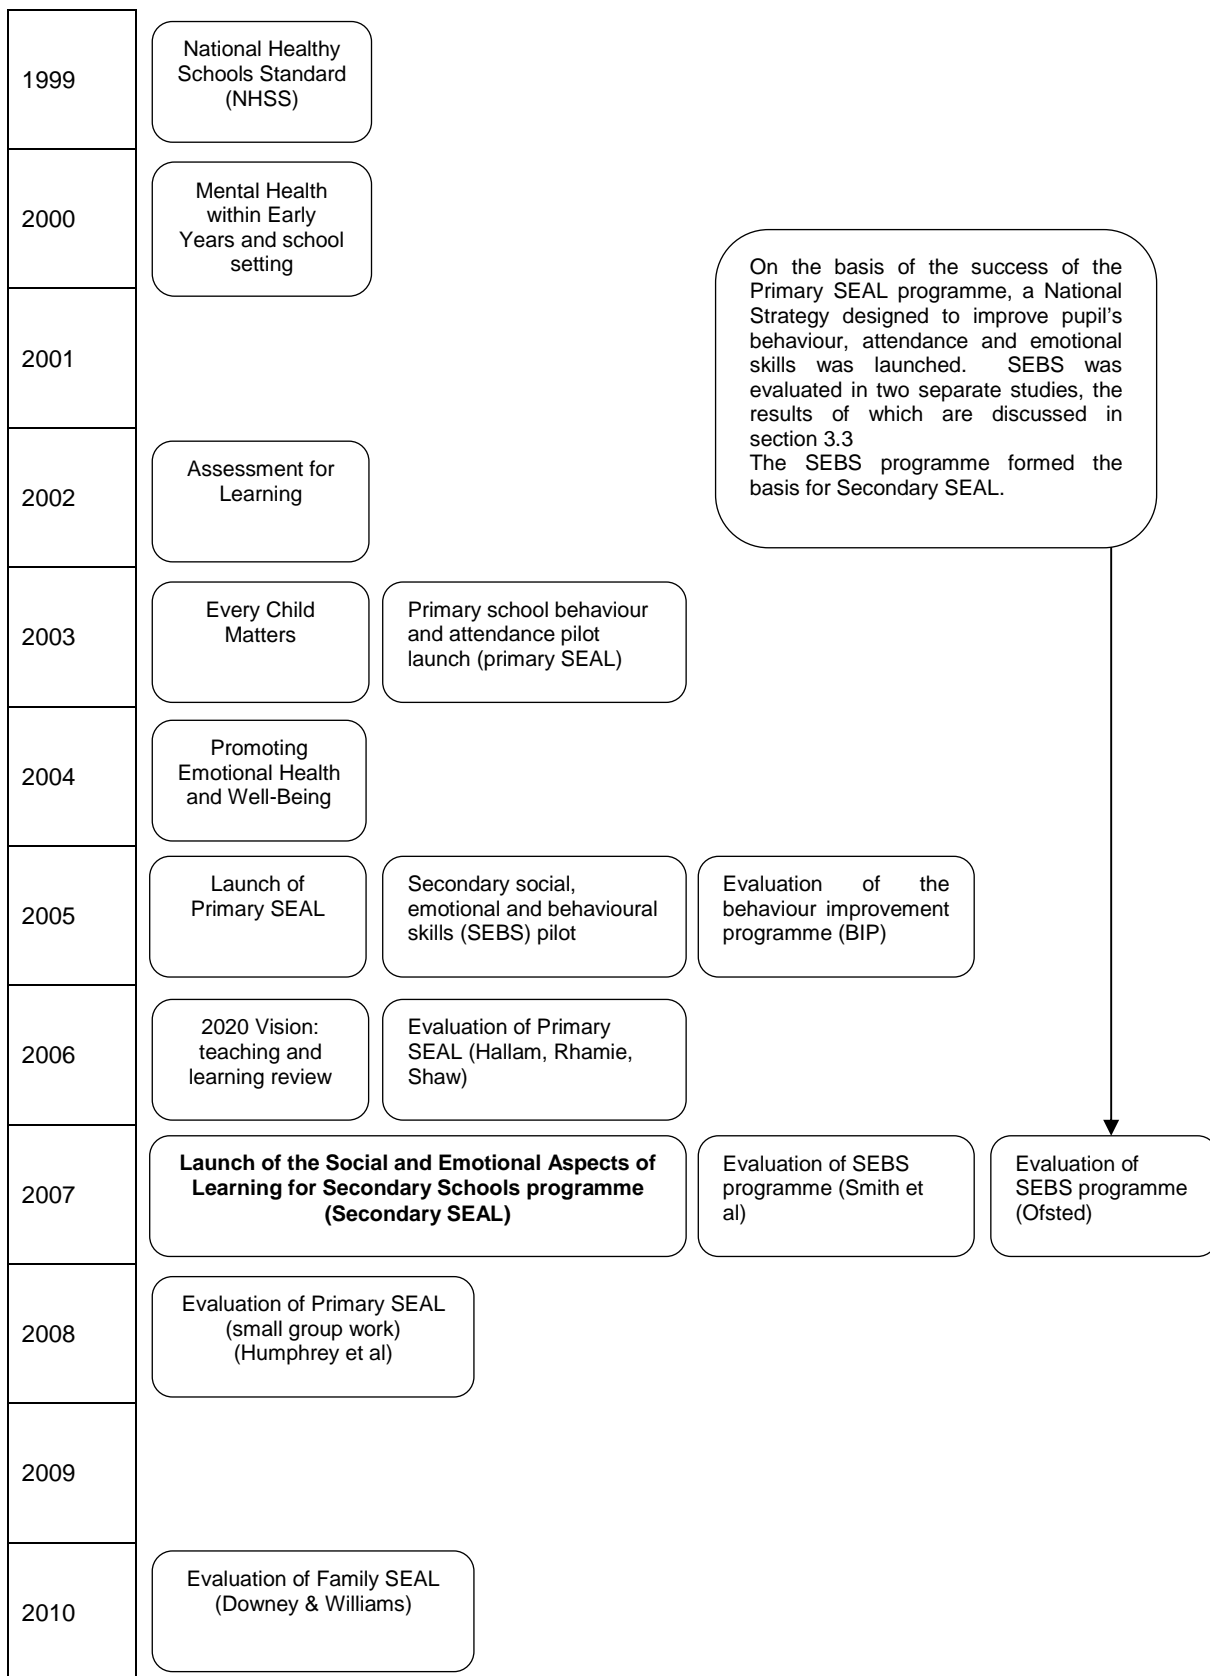 1999
National Healthy
Schools Standard
(NHSS)
2000
Mental Health
within Early
Years and school
setting
On the basis of the success of the
Primary SEAL programme, a National
Strategy designed to improve pupil’s
behaviour, attendance and emotional
skills was launched. SEBS was
evaluated in two separate studies, the
results of which are discussed in
section 3.3
The SEBS programme formed the
basis for Secondary SEAL.
2001
2002
Assessment for
Learning
2003
Every Child
Matters
Primary school behaviour
and attendance pilot
launch (primary SEAL)
2004
Promoting
Emotional Health
and Well-Being
2005
Launch of
Primary SEAL
Secondary social,
emotional and behavioural
skills (SEBS) pilot
Evaluation of the
behaviour improvement
programme (BIP)
2006
2020 Vision:
teaching and
learning review
Evaluation of Primary
SEAL (Hallam, Rhamie,
Shaw)
2007
Launch of the Social and Emotional Aspects of
Learning for Secondary Schools programme
(Secondary SEAL)
Evaluation of SEBS
programme (Smith et
al)
Evaluation of
SEBS programme
(Ofsted)
2008
Evaluation of Primary SEAL
(small group work)
(Humphrey et al)
2009
2010
Evaluation of Family SEAL
(Downey & Williams)